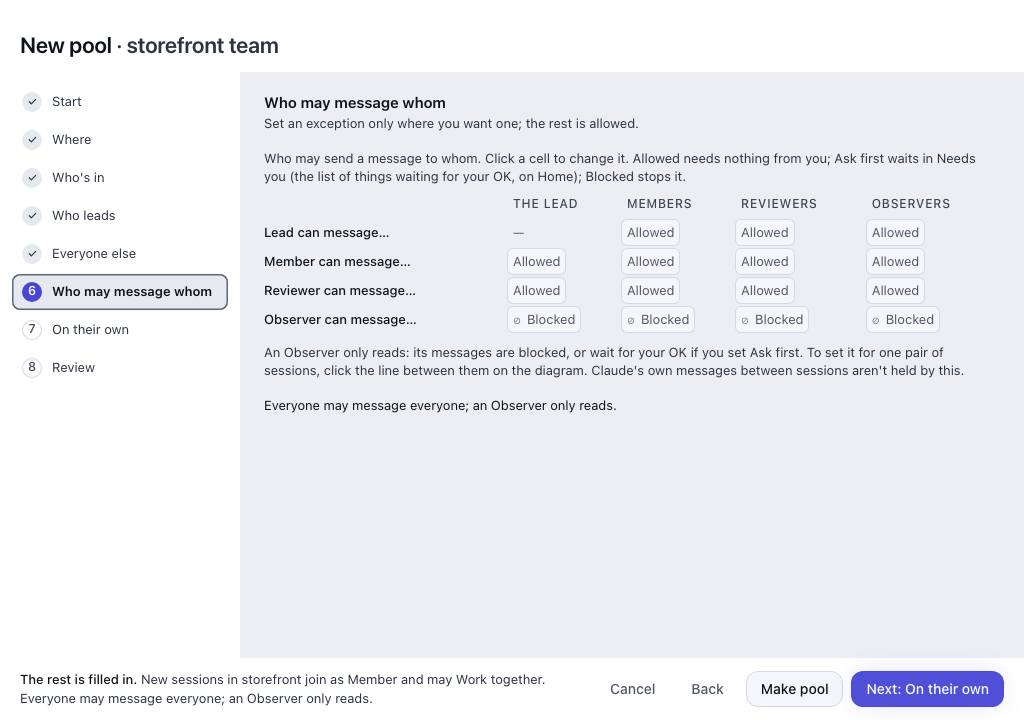 New pool · storefront team
Start
Where
Who's in
Who leads
Everyone else
6 Who may message whom
7 On their own
8 Review
Who may message whom
Set an exception only where you want one; the rest is allowed.
Who may send a message to whom. Click a cell to change it. Allowed needs nothing from you; Ask first waits in Needs
you (the list of things waiting for your OK, on Home); Blocked stops it.
THE LEAD MEMBERS REVIEWERS OBSERVERS
Lead can message... — Allowed Allowed Allowed
Member can message... Allowed Allowed Allowed Allowed
Reviewer can message... Allowed Allowed Allowed Allowed
Observer can message... Blocked Blocked Blocked Blocked
An Observer only reads: its messages are blocked, or wait for your OK if you set Ask first. To set it for one pair of
sessions, click the line between them on the diagram. Claude's own messages between sessions aren't held by this.
Everyone may message everyone; an Observer only reads.
The rest is filled in. New sessions in storefront join as Member and may Work together.
Everyone may message everyone; an Observer only reads.
Cancel Back Make pool Next: On their own